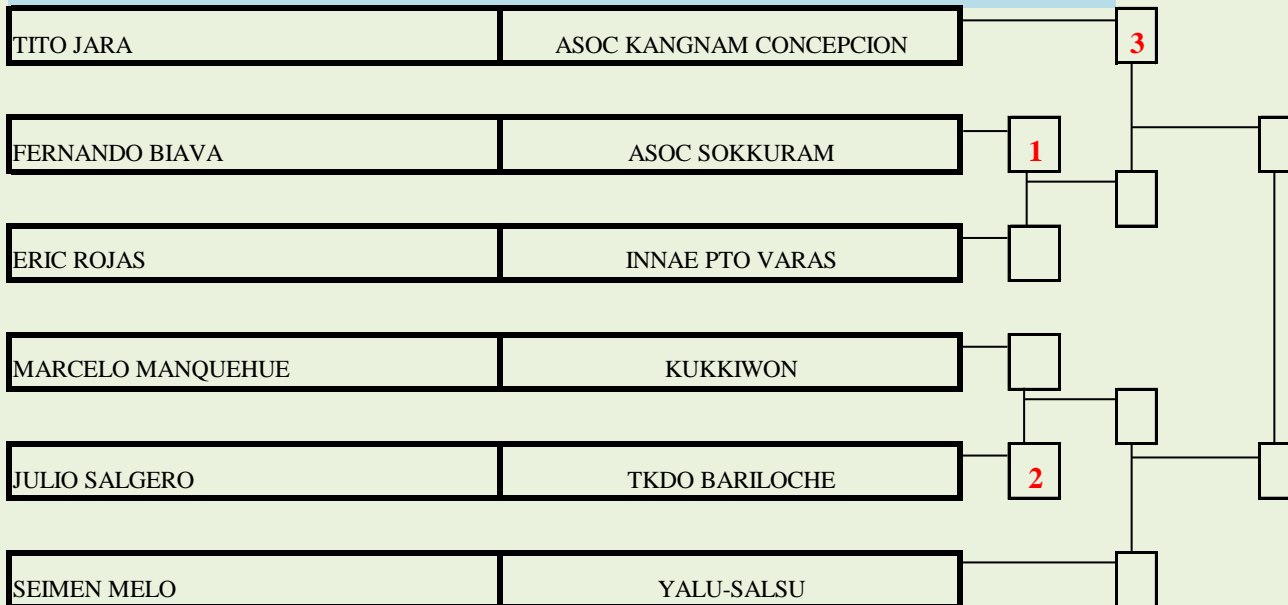 TITO JARA ASOC KANGNAM CONCEPCION 3
FERNANDO BIAVA ASOC SOKKURAM 1
ERIC ROJAS INNAE PTO VARAS
MARCELO MANQUEHUE KUKKIWON
JULIO SALGERO TKDO BARILOCHE 2
SEIMEN MELO YALU-SALSU